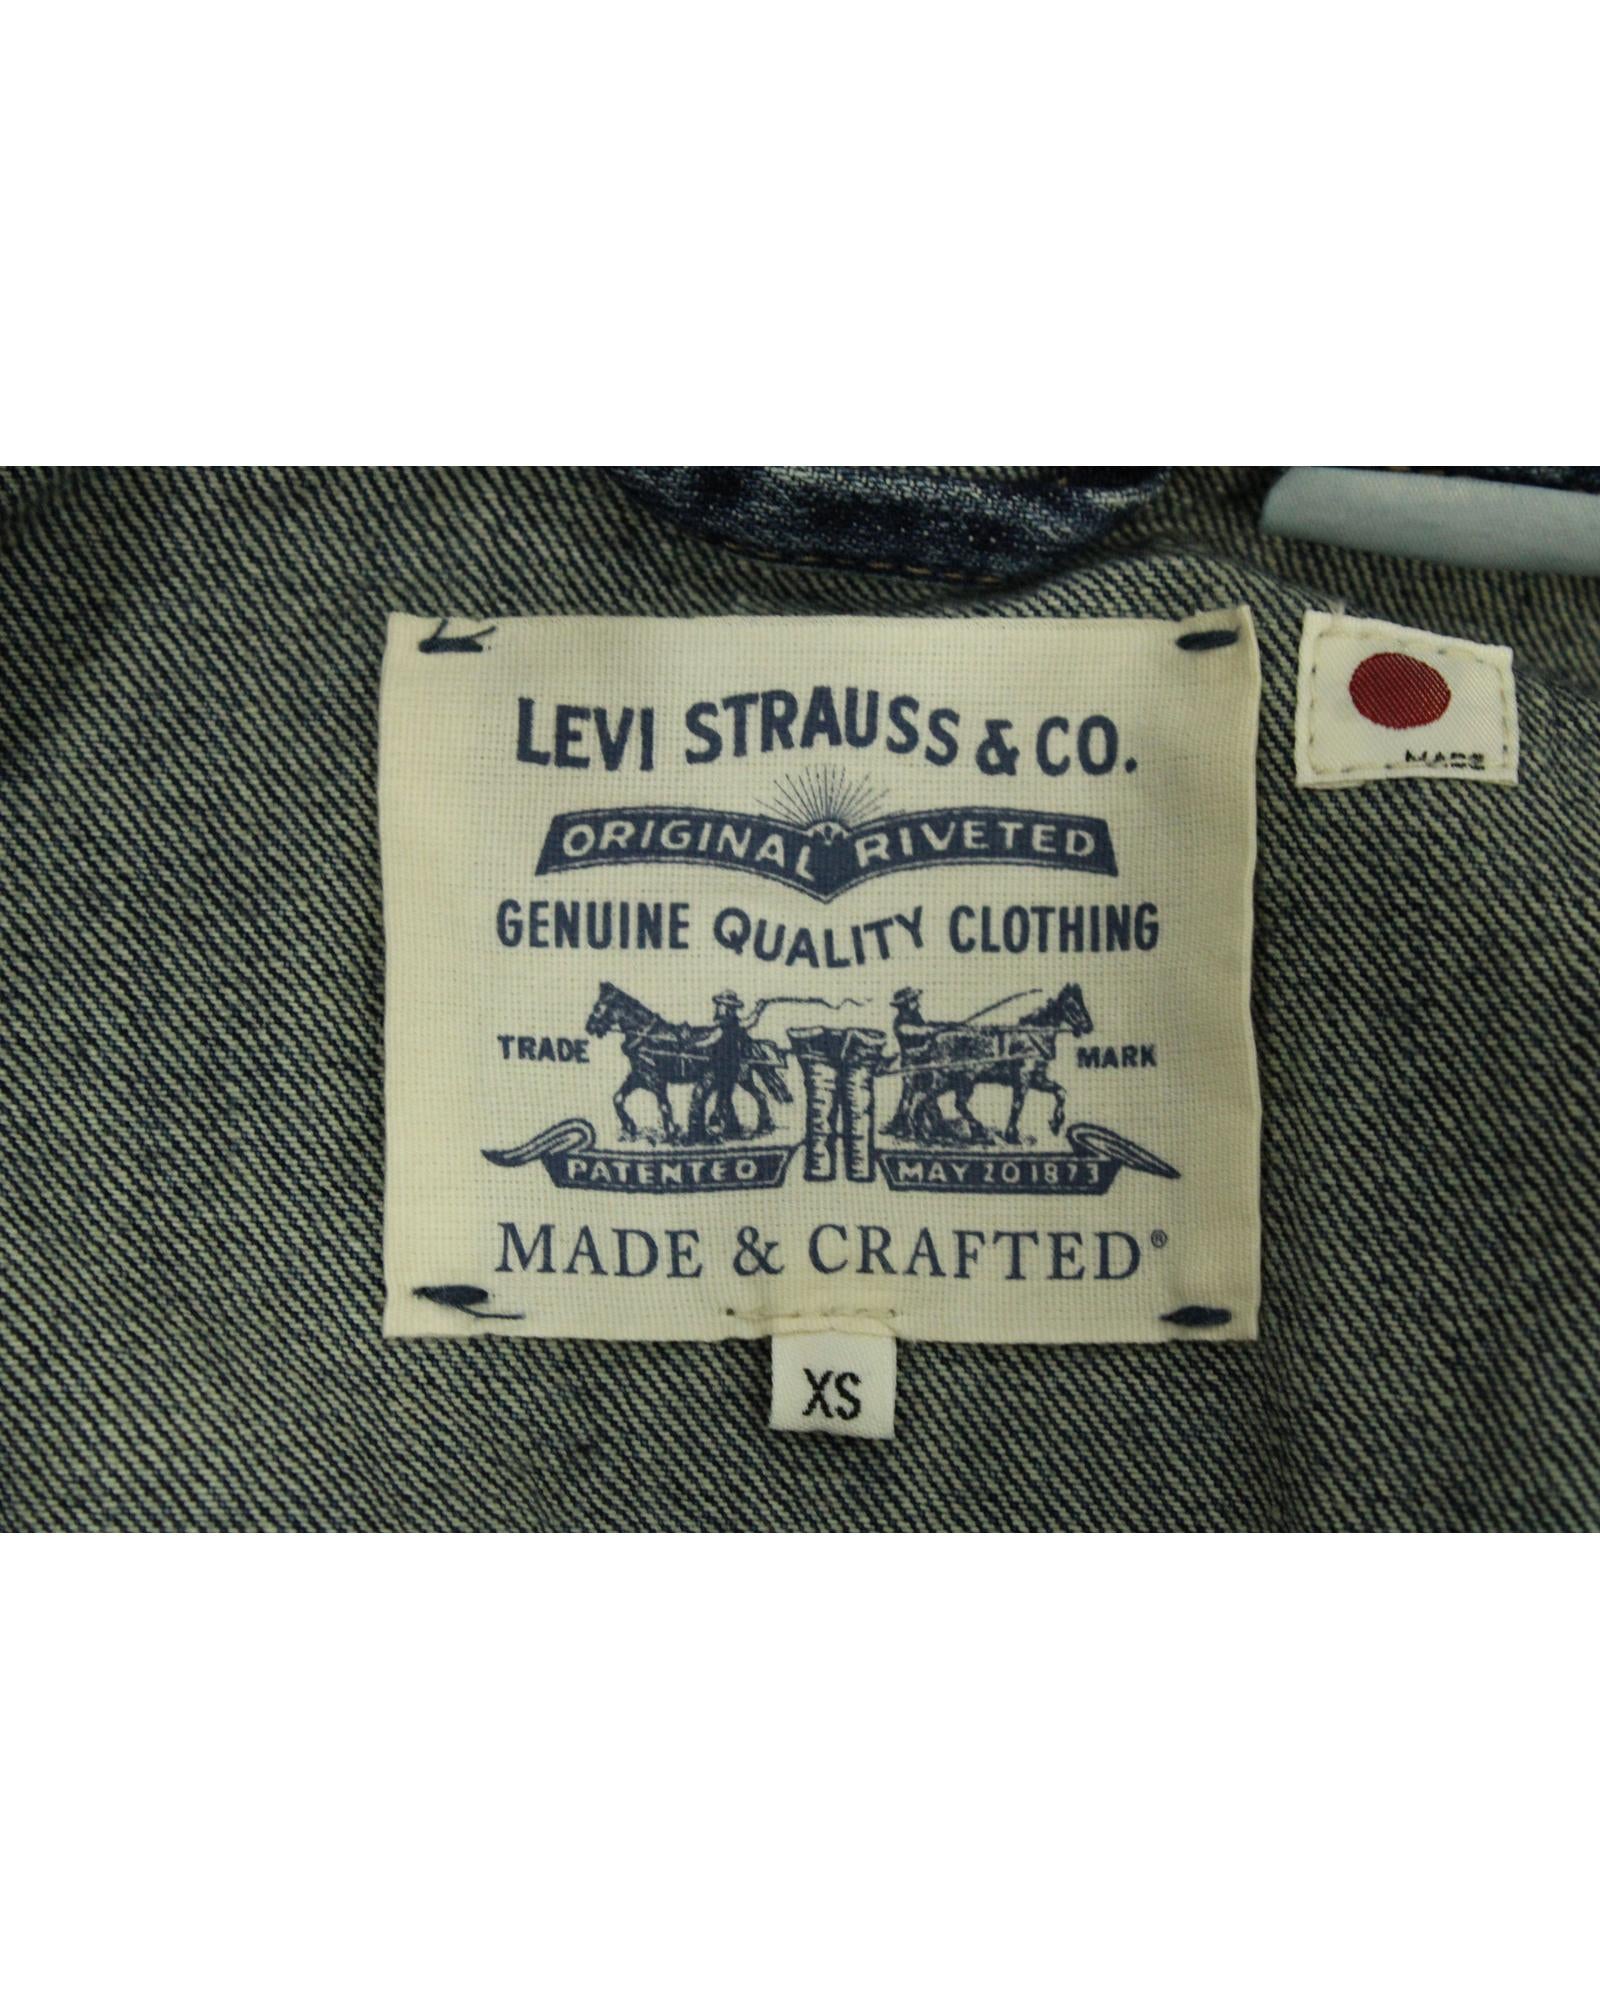 LEVI STRAUSS & CO.
ORIGINAL RIVETED
GENUINE QUALITY CLOTHING
TRADE MARK
PATENTED MAY 20 1873
MADE & CRAFTED®
XS
MADE